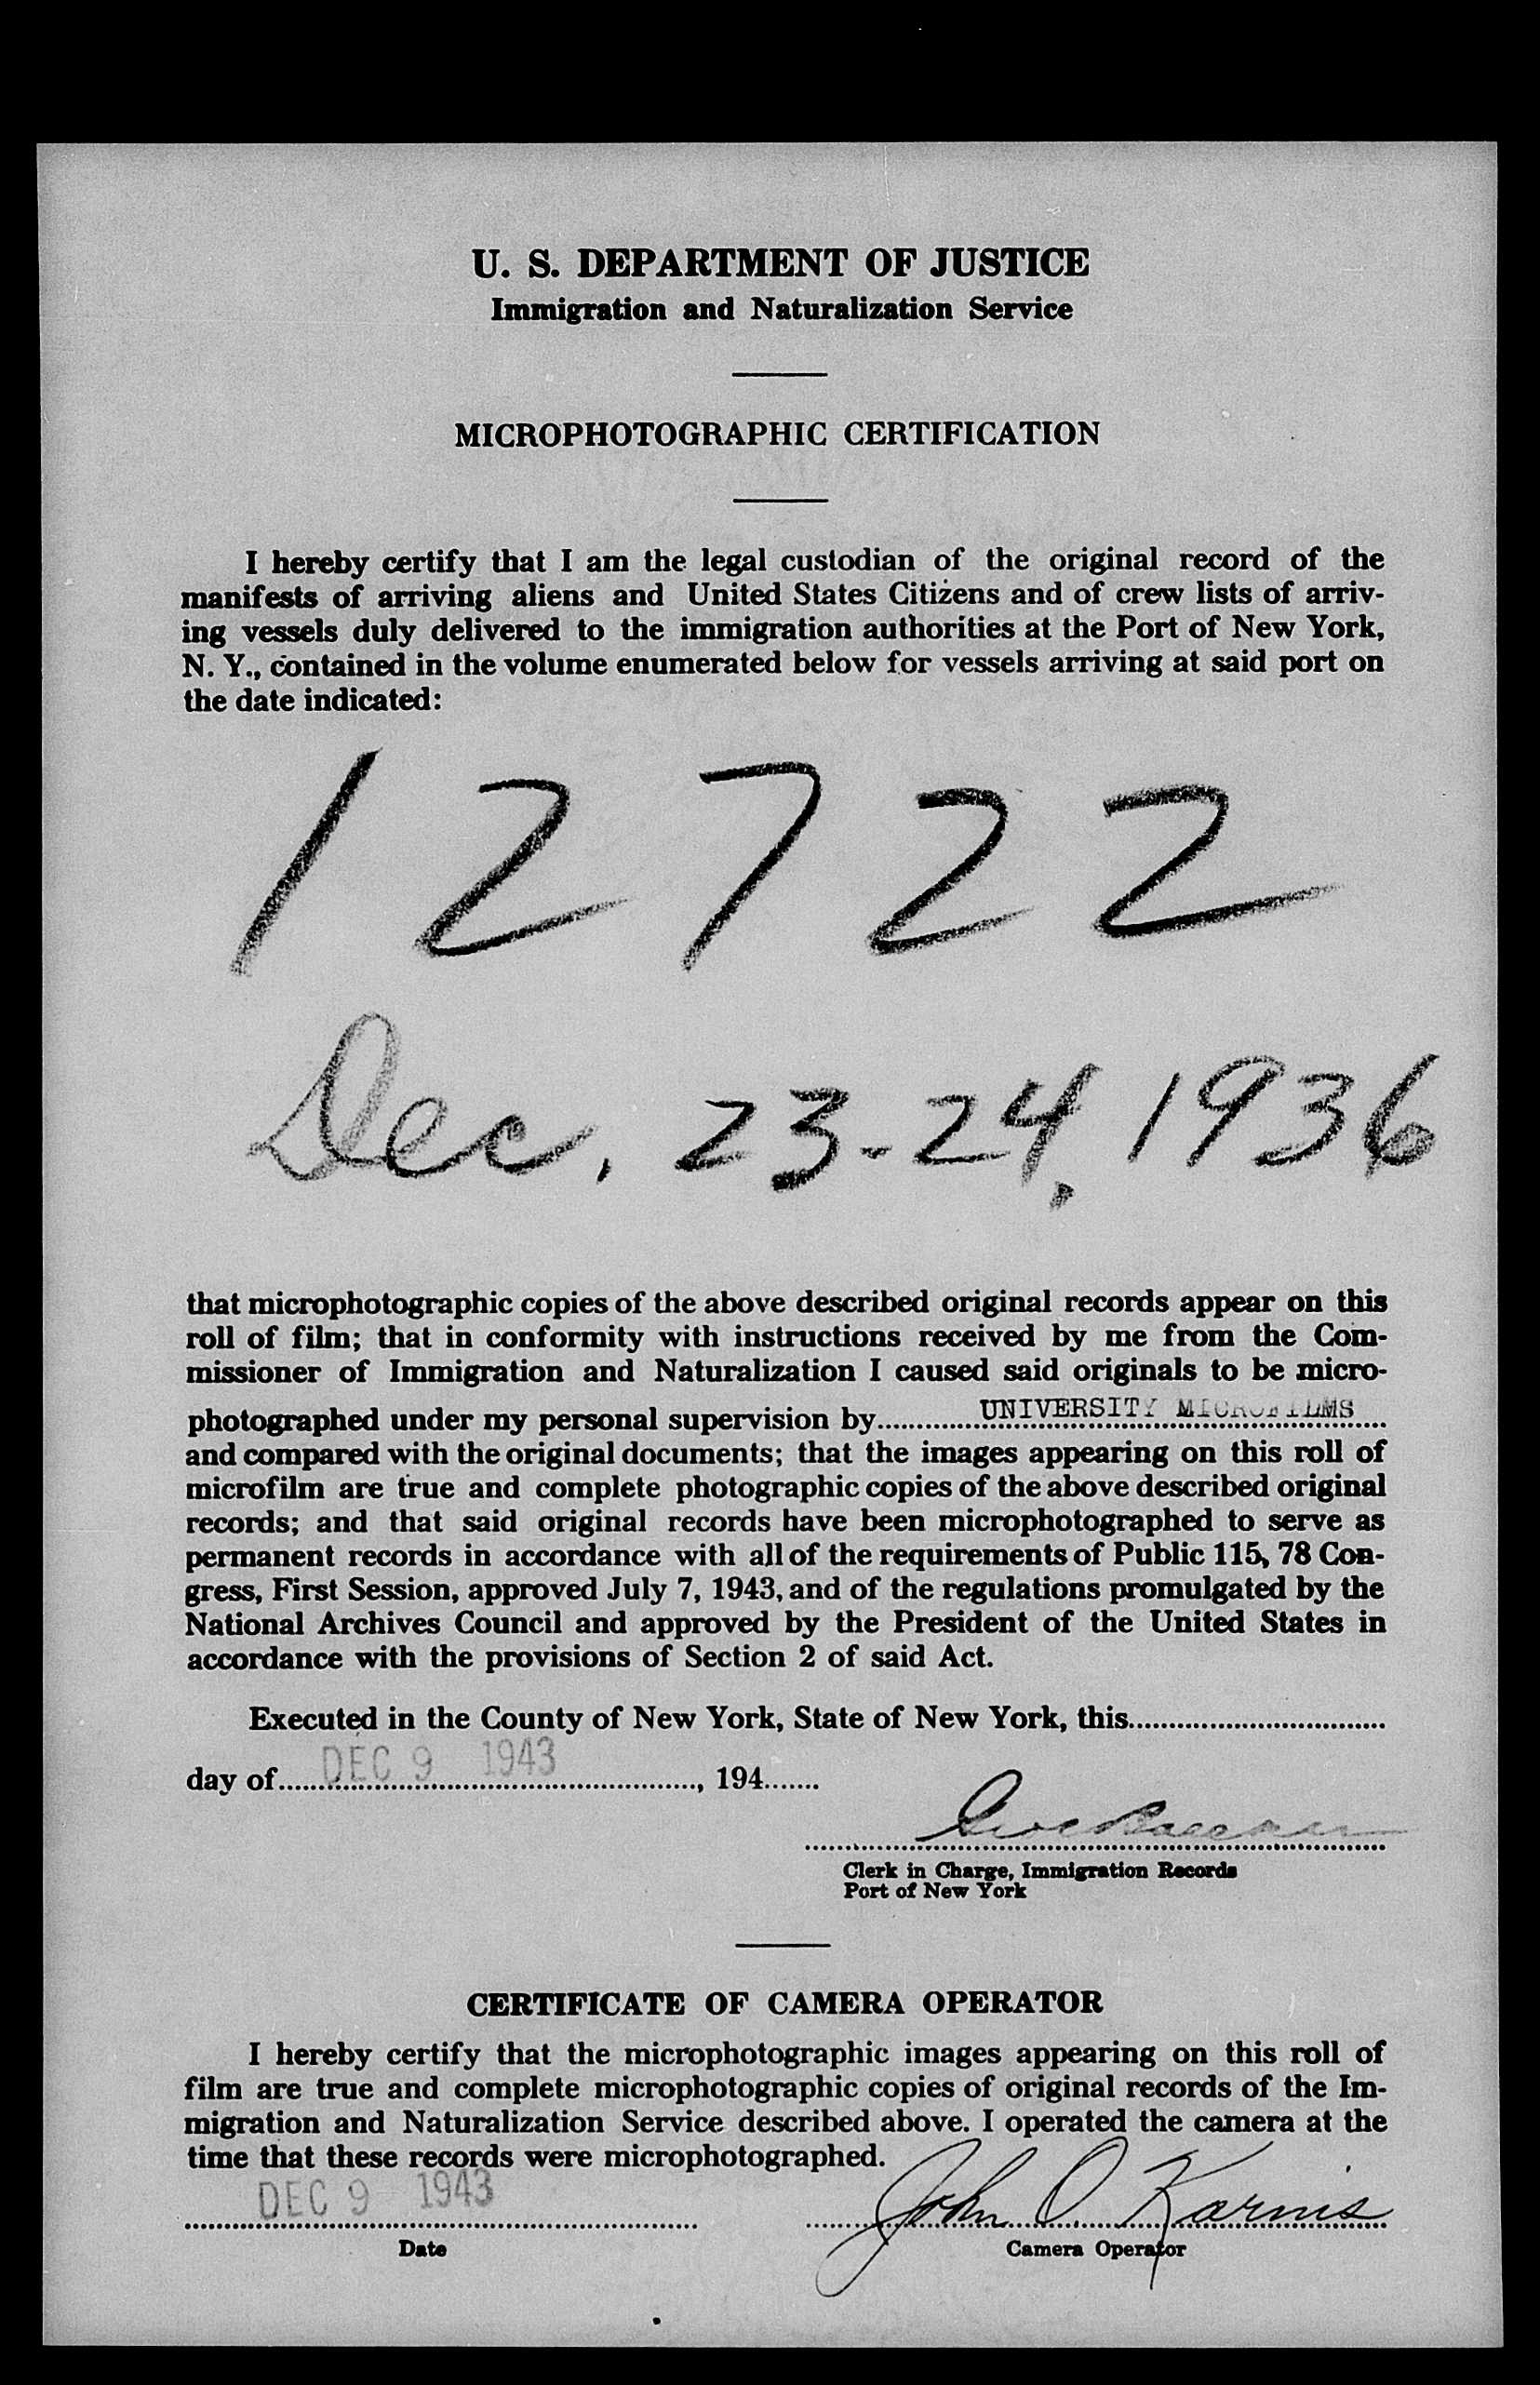 U. S. DEPARTMENT OF JUSTICE
Immigration and Naturalization Service
MICROPHOTOGRAPHIC CERTIFICATION
I hereby certify that I am the legal custodian of the original record of the
manifests of arriving aliens and United States Citizens and of crew lists of arriv-
ing vessels duly delivered to the immigration authorities at the Port of New York,
N. Y., contained in the volume enumerated below for vessels arriving at said port on
the date indicated:
12722
Dec. 23-24, 1936
that microphotographic copies of the above described original records appear on this
roll of film; that in conformity with instructions received by me from the Com-
missioner of Immigration and Naturalization I caused said originals to be micro-
photographed under my personal supervision by UNIVERSITY MICROFILMS
and compared with the original documents; that the images appearing on this roll of
microfilm are true and complete photographic copies of the above described original
records; and that said original records have been microphotographed to serve as
permanent records in accordance with all of the requirements of Public 115, 78 Con-
gress, First Session, approved July 7, 1943, and of the regulations promulgated by the
National Archives Council and approved by the President of the United States in
accordance with the provisions of Section 2 of said Act.
Executed in the County of New York, State of New York, this
day of DEC 9 1943, 194
Clerk in Charge, Immigration Records
Port of New York
CERTIFICATE OF CAMERA OPERATOR
I hereby certify that the microphotographic images appearing on this roll of
film are true and complete microphotographic copies of original records of the Im-
migration and Naturalization Service described above. I operated the camera at the
time that these records were microphotographed.
DEC 9 1943 John O. Karnis
Date Camera Operator